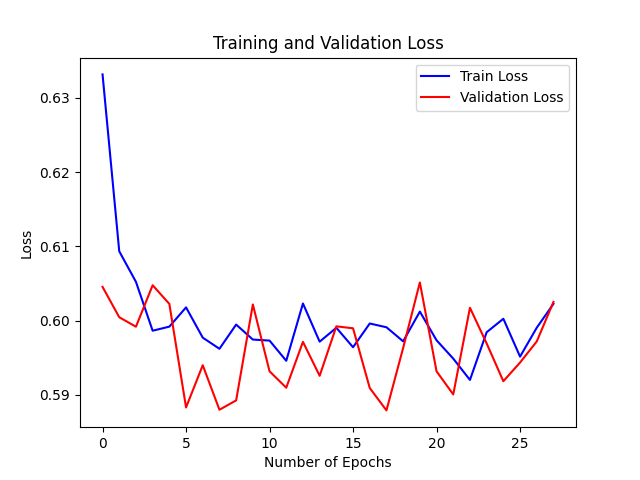 Training and Validation Loss
Train Loss
Validation Loss
0.63
0.62
0.61
0.60
0.59
Loss
0 5 10 15 20 25
Number of Epochs